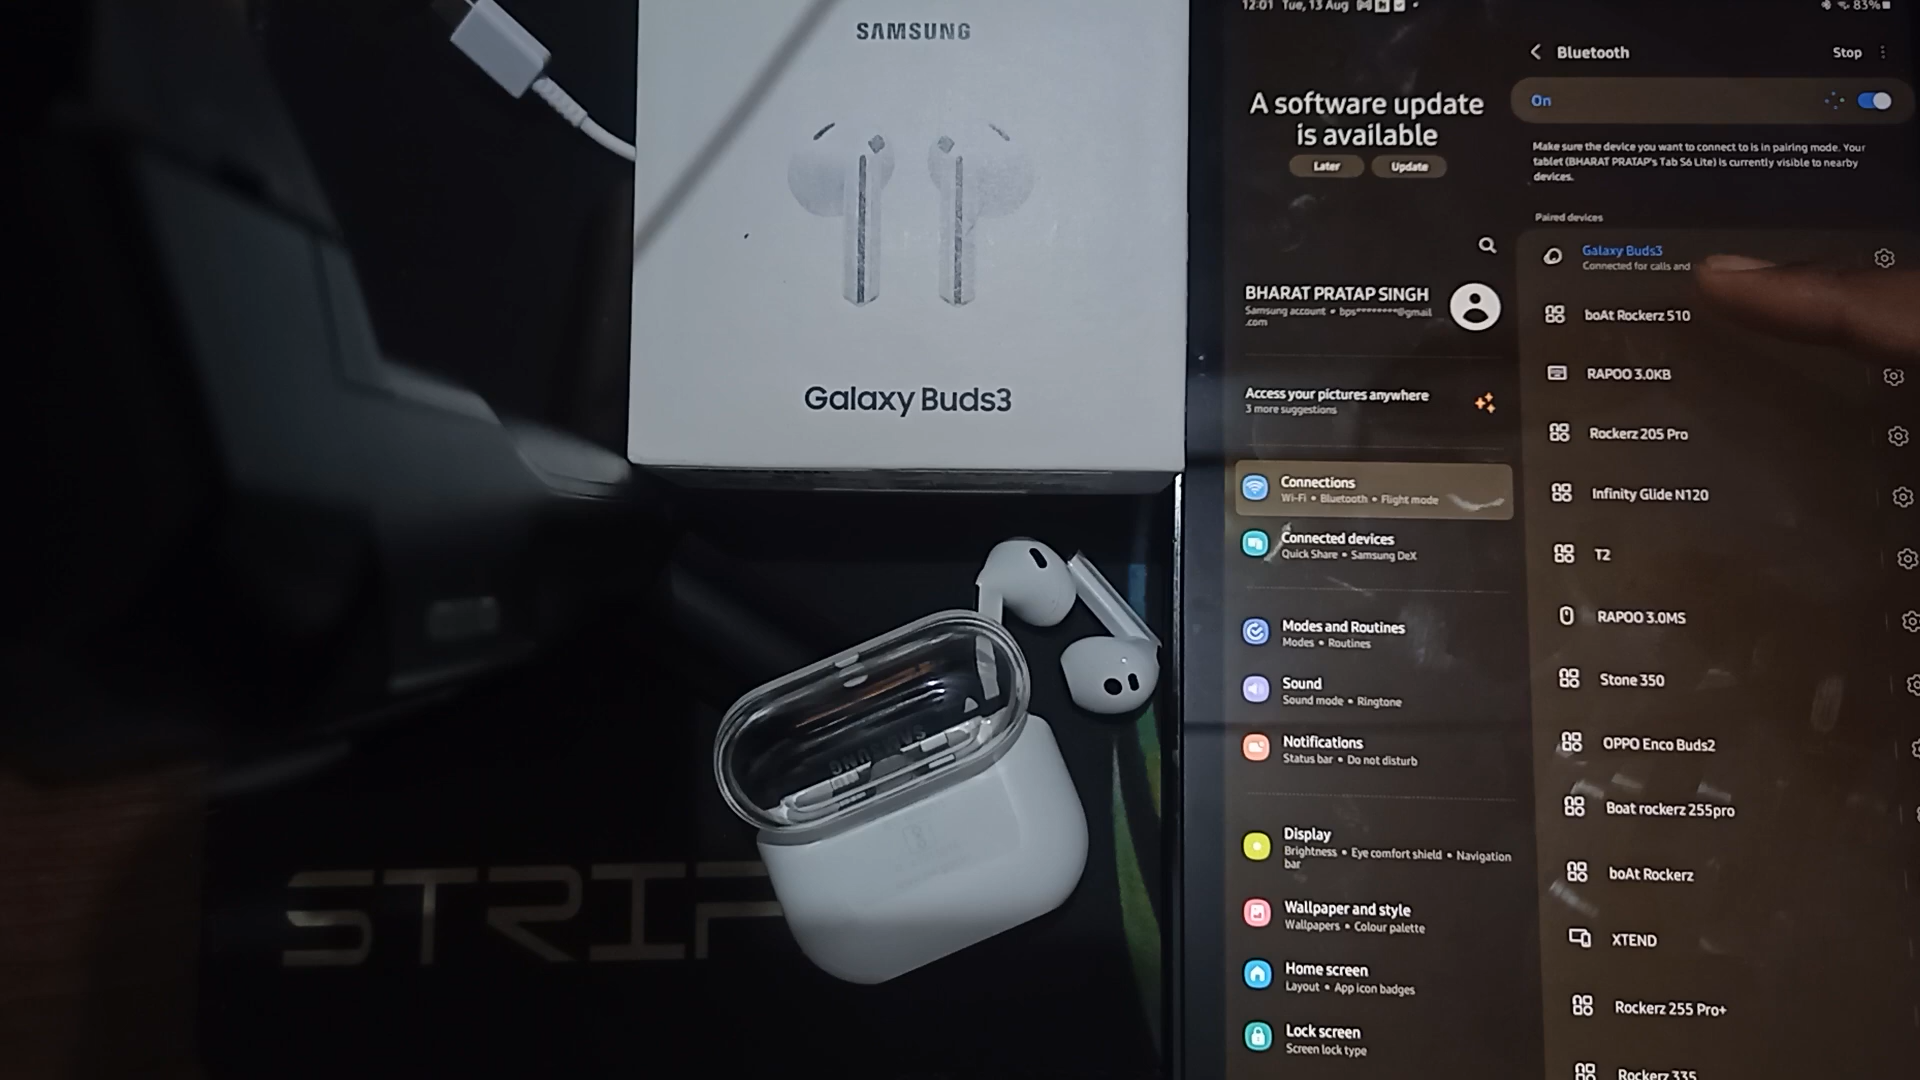 SAMSUNG
Galaxy Buds3
SAMSUNG
STRI
12:01 Tue, 13 Aug
83%
A software update
is available
Later
Update
BHARAT PRATAP SINGH
Samsung account • bps********@gmail
.com
Access your pictures anywhere
3 more suggestions
Connections
Wi-Fi • Bluetooth • Flight mode
Connected devices
Quick Share • Samsung DeX
Modes and Routines
Modes • Routines
Sound
Sound mode • Ringtone
Notifications
Status bar • Do not disturb
Display
Brightness • Eye comfort shield • Navigation
bar
Wallpaper and style
Wallpapers • Colour palette
Home screen
Layout • App icon badges
Lock screen
Screen lock type
Bluetooth
Stop
On
Make sure the device you want to connect to is in pairing mode. Your
tablet (BHARAT PRATAP's Tab S6 Lite) is currently visible to nearby
devices.
Paired devices
Galaxy Buds3
Connected for calls and
boAt Rockerz 510
RAPOO 3.0KB
Rockerz 205 Pro
Infinity Glide N120
T2
RAPOO 3.0MS
Stone 350
OPPO Enco Buds2
Boat rockerz 255pro
boAt Rockerz
XTEND
Rockerz 255 Pro+
Rockerz 335